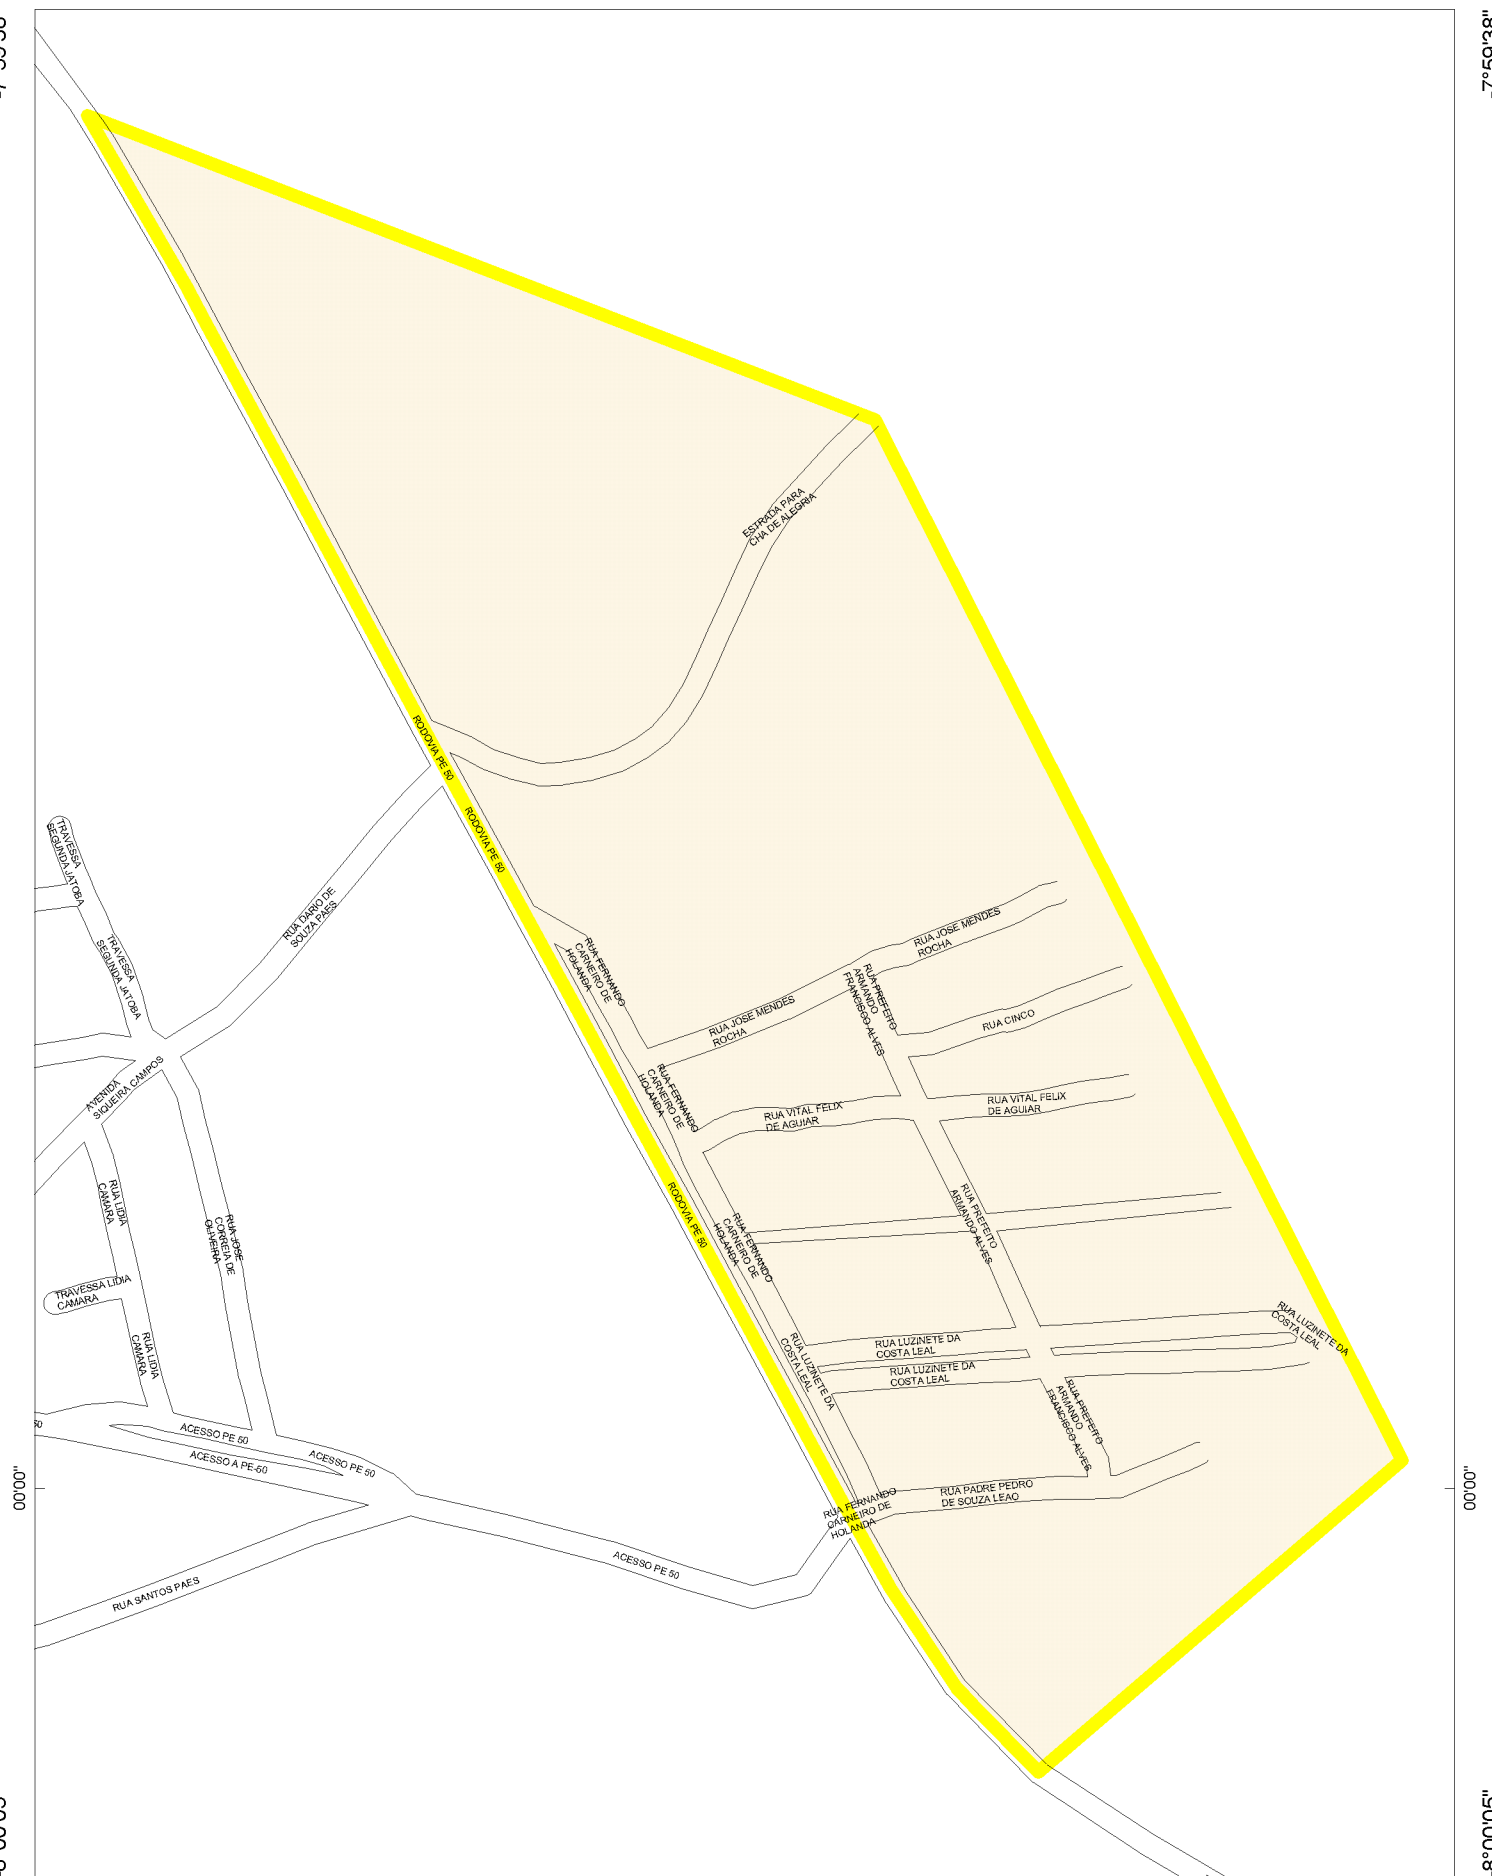 -7°59'38"
ESTRADA PARA
CHA DE ALEGRIA
RODOVIA PE 50
RODOVIA PE 50
TRAVESSA
SEGUNDA JATOBA
RUA DARIO DE
SOUZA PAES
TRAVESSA
SEGUNDA JATOBA
RUA FERNANDO
CARNEIRO DE
HOLANDA
RUA JOSE MENDES
ROCHA
RUA JOSE MENDES
ROCHA
RUA PREFEITO
ARMANDO
FRANCISCO ALVES
RUA CINCO
AVENIDA
SIQUEIRA CAMPOS
RUA FERNANDO
CARNEIRO DE
HOLANDA
RUA VITAL FELIX
DE AGUIAR
RUA VITAL FELIX
DE AGUIAR
RUA LIDIA
CAMARA
RUA JOSE
CORREIA DE
OLIVEIRA
RODOVIA PE 50
RUA FERNANDO
CARNEIRO DE
HOLANDA
RUA PREFEITO
ARMANDO ALVES
TRAVESSA LIDIA
CAMARA
RUA LIDIA
CAMARA
RUA LUZINETE DA
COSTA LEAL
RUA LUZINETE DA
COSTA LEAL
RUA LUZINETE DA
COSTA LEAL
RUA LUZINETE DA
COSTA LEAL
RUA PREFEITO
ARMANDO
FRANCISCO ALVES
50
ACESSO PE 50
ACESSO A PE-50
ACESSO PE 50
00'00"
RUA FERNANDO
CARNEIRO DE
HOLANDA
RUA PADRE PEDRO
DE SOUZA LEAO
00'00"
ACESSO PE 50
RUA SANTOS PAES
8°00'05"